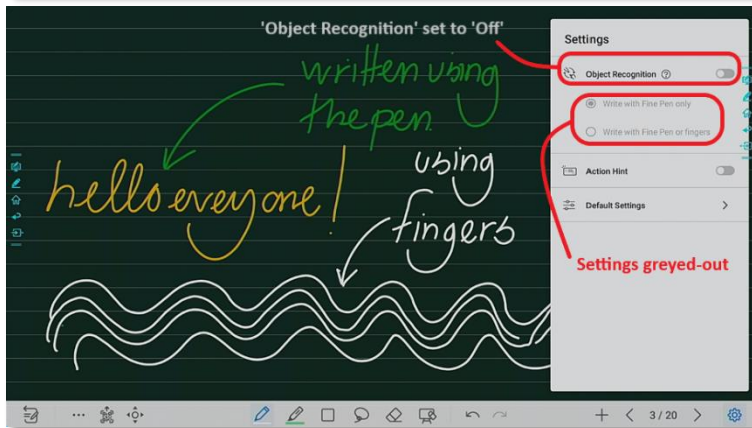 'Object Recognition' set to 'Off'
written using
the pen
hello eveyone!
using
fingers
Settings
Object Recognition
Write with Fine Pen only
Write with Fine Pen or fingers
Action Hint
Default Settings
Settings greyed-out
3 / 20